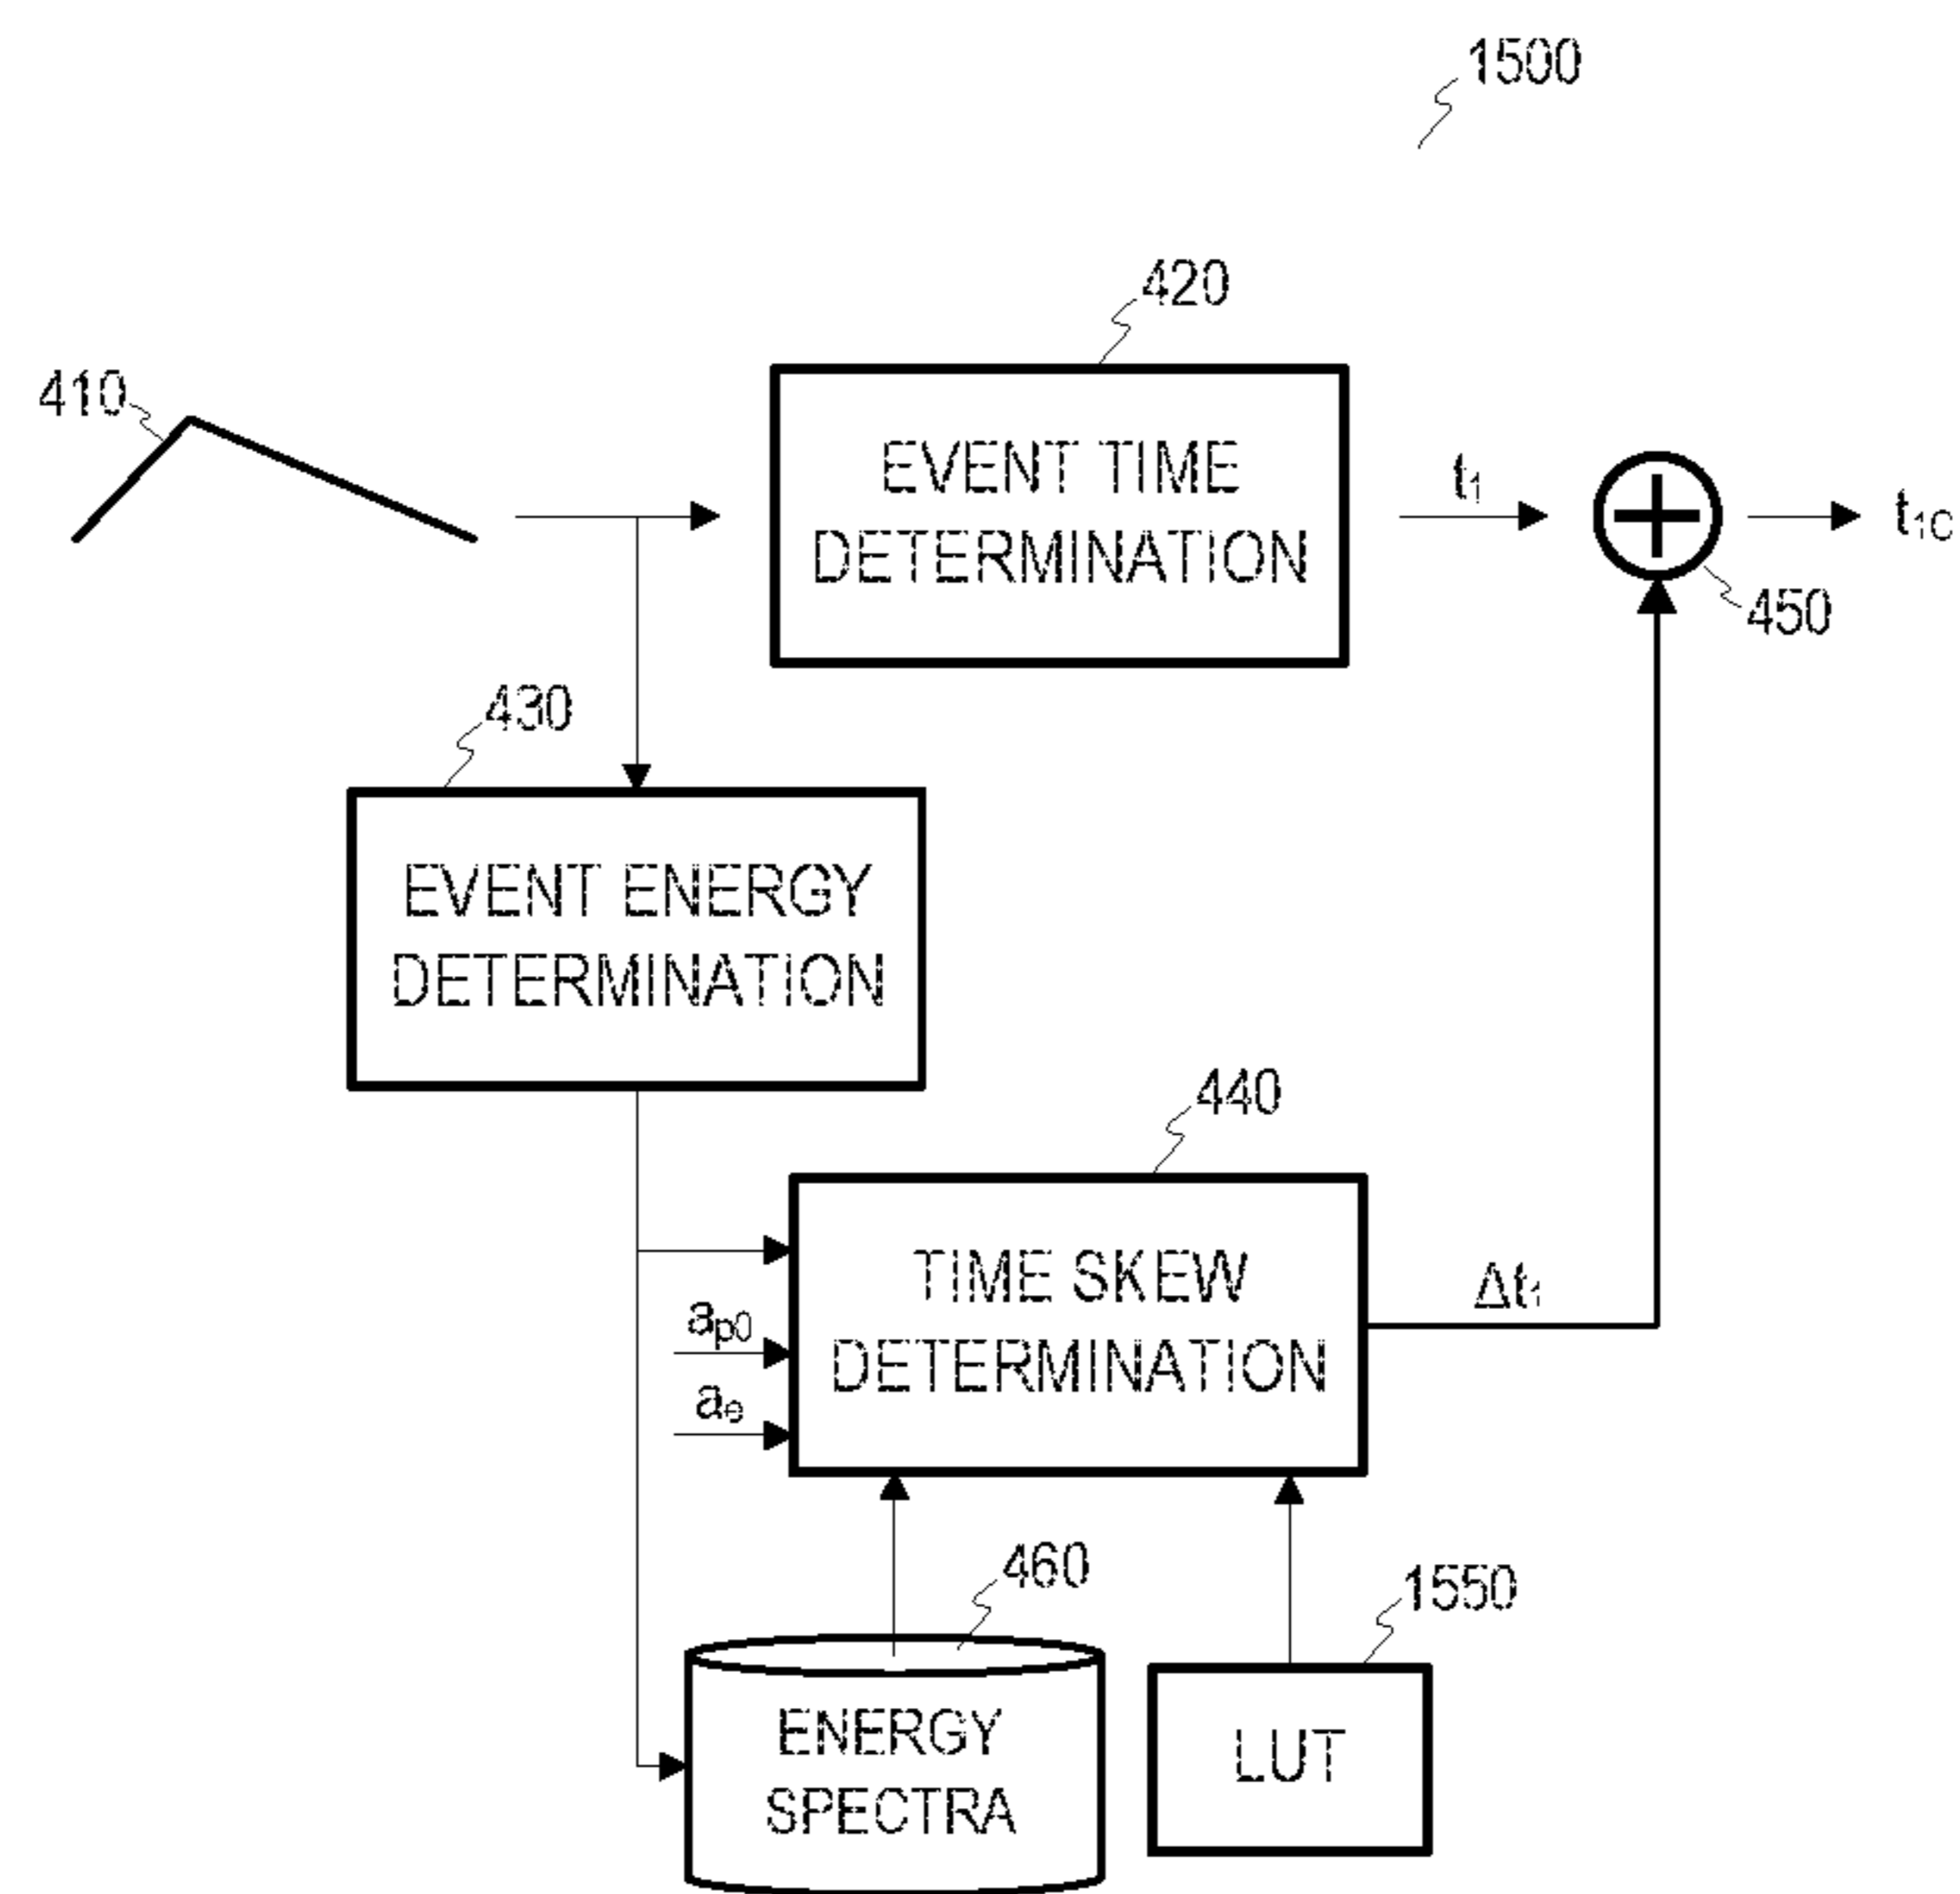 1500
420
410
EVENT TIME
DETERMINATION
t1
t1C
450
430
EVENT ENERGY
DETERMINATION
440
TIME SKEW
DETERMINATION
Δt1
ap0
ae
460
1550
ENERGY
SPECTRA
LUT